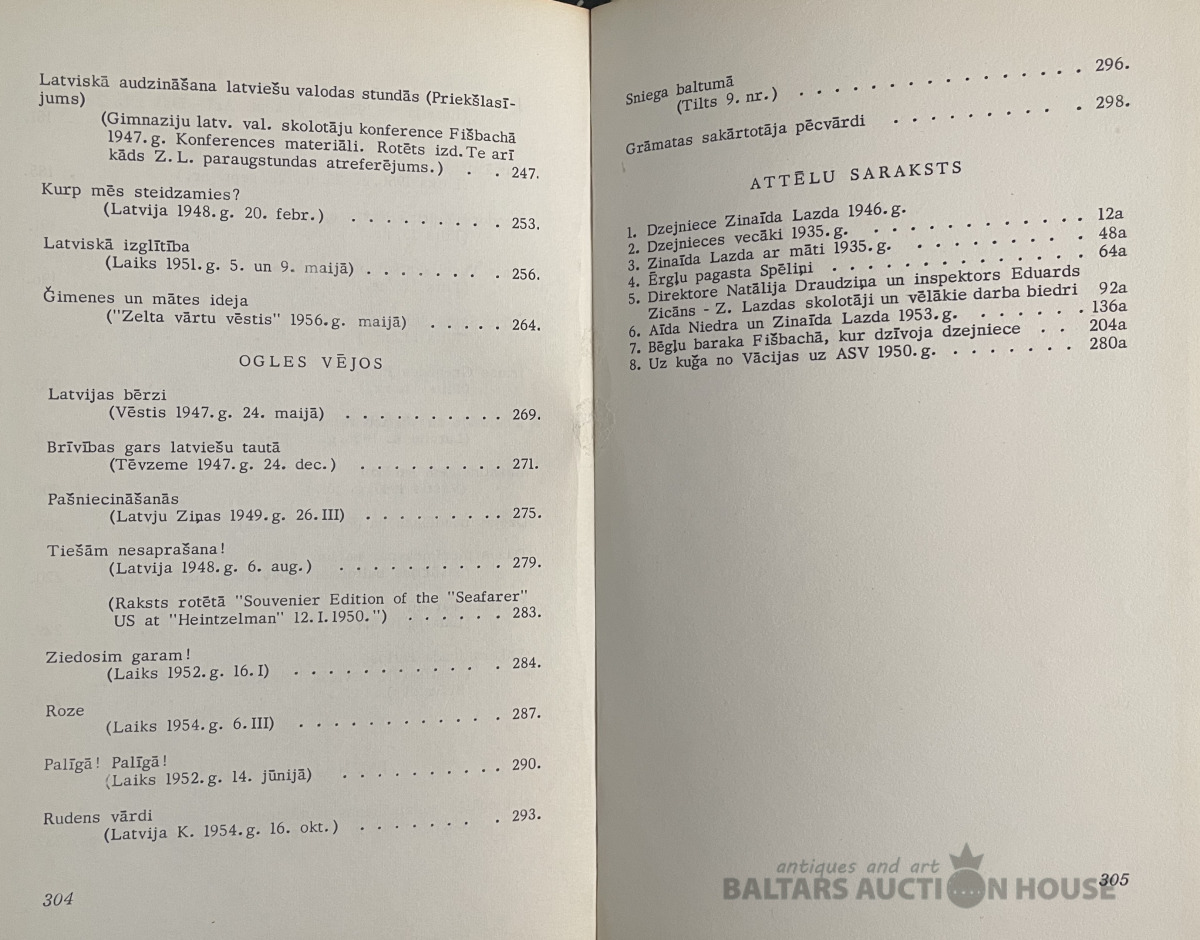 Latviskā audzināšana latviešu valodas stundās (Priekšlasī-
jums)
(Gimnaziju latv. val. skolotāju konference Fišbachā
1947. g. Konferences materiāli. Rotēts izd. Te arī
kāds Z. L. paraugstundas atreferējums.) . . 247.
Kurp mēs steidzamies?
(Latvija 1948. g. 20. febr.) . . . . . . . . . 253.
Latviskā izglītība
(Laiks 1951. g. 5. un 9. maijā) . . . . . . . . 256.
Ģimenes un mātes ideja
("Zelta vārtu vēstis" 1956. g. maijā) . . . . . 264.
OGLES VĒJOS
Latvijas bērzi
(Vēstis 1947. g. 24. maijā) . . . . . . . . . . 269.
Brīvības gars latviešu tautā
(Tēvzeme 1947. g. 24. dec.) . . . . . . . . . 271.
Pašniecināšanās
(Latvju Ziņas 1949. g. 26. III) . . . . . . . . . 275.
Tiešām nesaprašana!
(Latvija 1948. g. 6. aug.) . . . . . . . . . . 279.
(Raksts rotētā "Souvenier Edition of the "Seafarer"
US at "Heintzelman" 12. I. 1950.") . . . . . . 283.
Ziedosim garam!
(Laiks 1952. g. 16. I) . . . . . . . . . . . 284.
Roze
(Laiks 1954. g. 6. III) . . . . . . . . . . . 287.
Palīgā! Palīgā!
(Laiks 1952. g. 14. jūnijā) . . . . . . . . . . 290.
Rudens vārdi
(Latvija K. 1954. g. 16. okt.) . . . . . . . . 293.
304
Sniega baltumā
(Tilts 9. nr.) . . . . . . . . . . . . . 296.
Grāmatas sakārtotāja pēcvārdi . . . . . . . . . 298.
ATTĒLU SARAKSTS
1. Dzejniece Zinaīda Lazda 1946. g.
2. Dzejnieces vecāki 1935. g. . . . . . . . . . . . 12a
3. Zinaīda Lazda ar māti 1935. g. . . . . . . . . 48a
4. Ērgļu pagasta Spēliņi . . . . . . . . . . . . 64a
5. Direktore Natālija Draudziņa un inspektors Eduards
Zicāns - Z. Lazdas skolotāji un vēlākie darba biedri 92a
6. Aīda Niedra un Zinaīda Lazda 1953. g. . . . . . . 136a
7. Bēgļu baraka Fišbachā, kur dzīvoja dzejniece . . 204a
8. Uz kuģa no Vācijas uz ASV 1950. g. . . . . . . . 280a
305
antiques and art
BALTARS AUCTION HOUSE